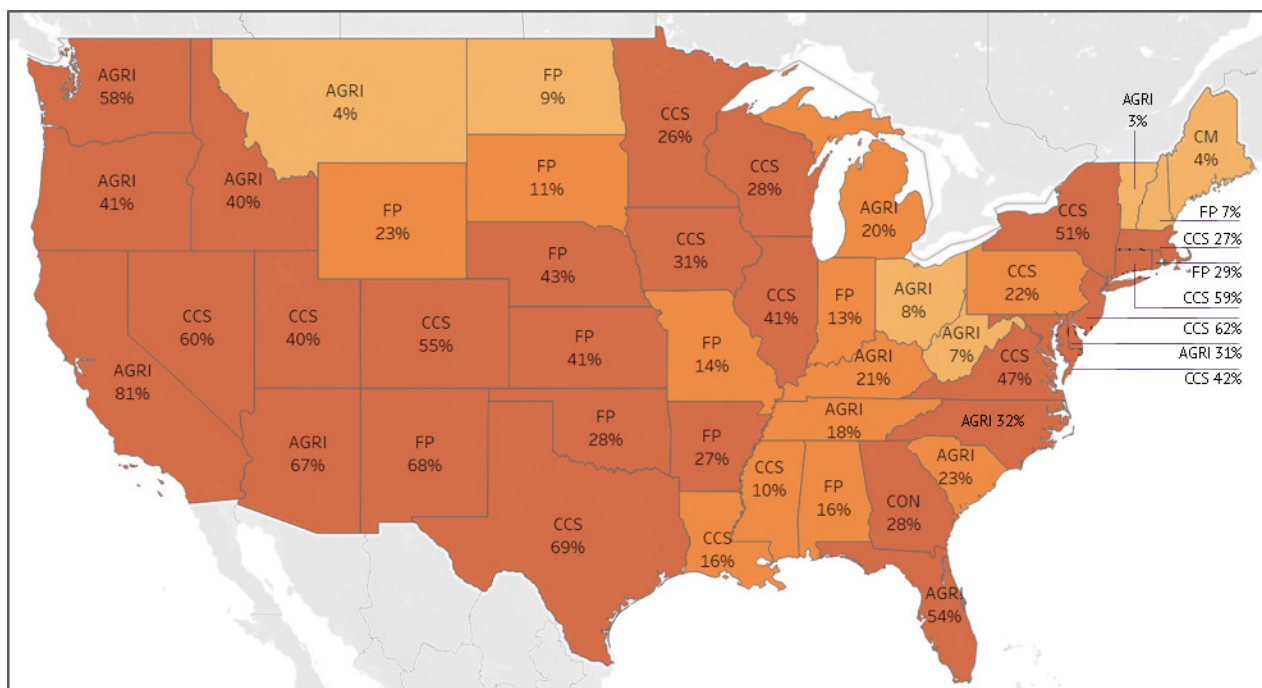 AGRI
58%
AGRI
4%
FP
9%
CCS
26%
AGRI
3%
CM
4%
AGRI
41%
AGRI
40%
FP
23%
FP
11%
CCS
28%
AGRI
20%
CCS
51%
FP 7%
CCS 27%
FP 29%
CCS 59%
CCS 62%
AGRI 31%
CCS 42%
AGRI
81%
CCS
60%
CCS
40%
CCS
55%
FP
43%
CCS
31%
CCS
41%
FP
13%
AGRI
8%
CCS
22%
FP
41%
FP
14%
AGRI
21%
AGRI
7%
CCS
47%
AGRI
67%
FP
68%
FP
28%
FP
27%
AGRI
18%
AGRI 32%
CCS
69%
CCS
16%
CCS
10%
FP
16%
CON
28%
AGRI
23%
AGRI
54%